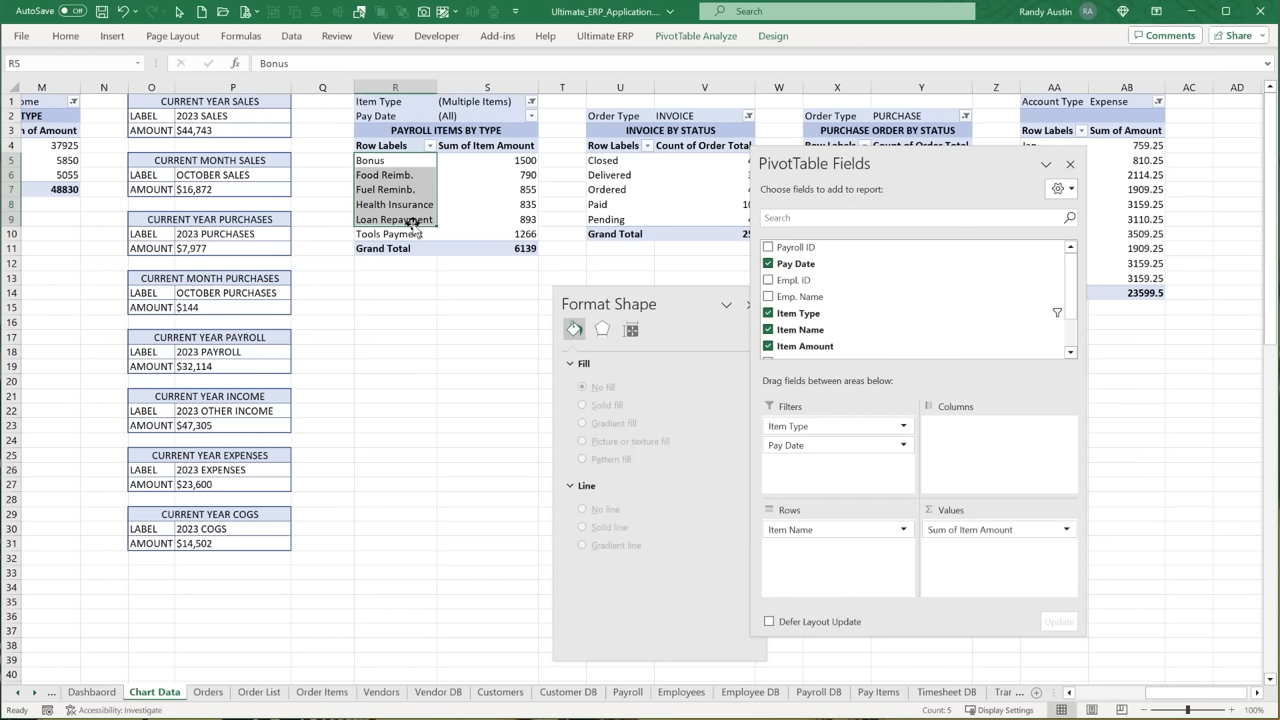 AutoSave Off Ultimate_ERP_Application... Search Randy Austin RA
File Home Insert Page Layout Formulas Data Review View Developer Add-ins Help Ultimate ERP PivotTable Analyze Design Comments Share
R5 fx Bonus
M N O P Q R S T U V W X Y Z AA AB AC AD
1 ome CURRENT YEAR SALES Item Type (Multiple Items) Account Type Expense
2 TYPE LABEL 2023 SALES Pay Date (All) Order Type INVOICE Order Type PURCHASE
3 n of Amount AMOUNT $44,743 PAYROLL ITEMS BY TYPE INVOICE BY STATUS PURCHASE ORDER BY STATUS Row Labels Sum of Amount
4 37925 Row Labels Sum of Item Amount Row Labels Count of Order Total Row Labels Count of Order Total Jan 759.25
5 5850 CURRENT MONTH SALES Bonus 1500 Closed 810.25
6 5055 LABEL OCTOBER SALES Food Reimb. 790 Delivered 2114.25
7 48830 AMOUNT $16,872 Fuel Reminb. 855 Ordered 1909.25
8 Health Insurance 835 Paid 10 3110.25
9 CURRENT YEAR PURCHASES Loan Repayment 893 Pending 3159.25
10 LABEL 2023 PURCHASES Tools Payment 1266 Grand Total 25 3509.25
11 AMOUNT $7,977 Grand Total 6139 1909.25
12 3159.25
13 CURRENT MONTH PURCHASES 3159.25
14 LABEL OCTOBER PURCHASES 23599.5
15 AMOUNT $144
16
17 CURRENT YEAR PAYROLL
18 LABEL 2023 PAYROLL
19 AMOUNT $32,114
20
21 CURRENT YEAR INCOME
22 LABEL 2023 OTHER INCOME
23 AMOUNT $47,305
24
25 CURRENT YEAR EXPENSES
26 LABEL 2023 EXPENSES
27 AMOUNT $23,600
28
29 CURRENT YEAR COGS
30 LABEL 2023 COGS
31 AMOUNT $14,502
32
33
34
35
36
37
38
39
40
Format Shape
Fill
No fill
Solid fill
Gradient fill
Picture or texture fill
Pattern fill
Line
No line
Solid line
Gradient line
PivotTable Fields
Choose fields to add to report:
Search
Payroll ID
Pay Date
Empl. ID
Emp. Name
Item Type
Item Name
Item Amount
Drag fields between areas below:
Filters Columns
Item Type
Pay Date
Rows Σ Values
Item Name Sum of Item Amount
Defer Layout Update Update
... Dashbaord Chart Data Orders Order List Order Items Vendors Vendor DB Customers Customer DB Payroll Employees Employee DB Payroll DB Pay Items Timesheet DB Trar ...
Ready Accessibility: Investigate Count: 5 Display Settings 100%